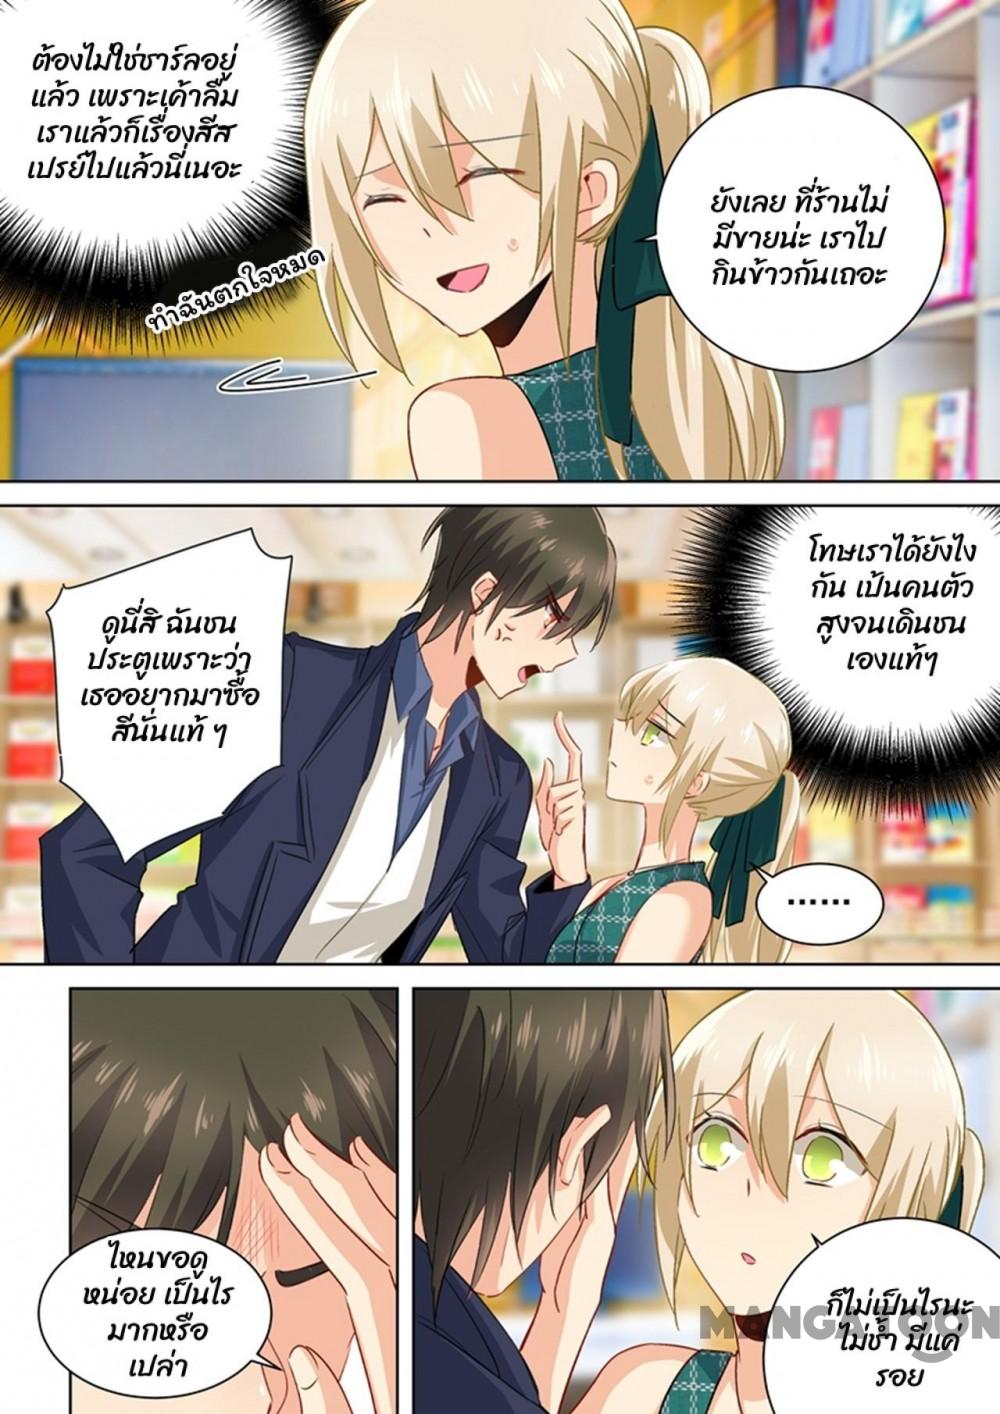 ต้องไม่ใช่ชาร์ลอยู่
แล้ว เพราะเค้าลืม
เราแล้วก็เรื่องสีส
เปรย์ไปแล้วนี่เนอะ
ทำฉันตกใจหมด
ยังเลย ที่ร้านไม่
มีขายน่ะ เราไป
กินข้าวกันเถอะ
ดูนี่สิ ฉันชน
ประตูเพราะว่า
เธออยากมาซื้อ
สีนั่นแท้ ๆ
โทษเราได้ยังไง
กัน เป้นคนตัว
สูงจนเดินชน
เองแท้ๆ
......
ไหนขอดู
หน่อย เป็นไร
มากหรือ
เปล่า
ก็ไม่เป็นไรนะ
ไม่ช้ำ มีแค่
รอย
MANGATOON